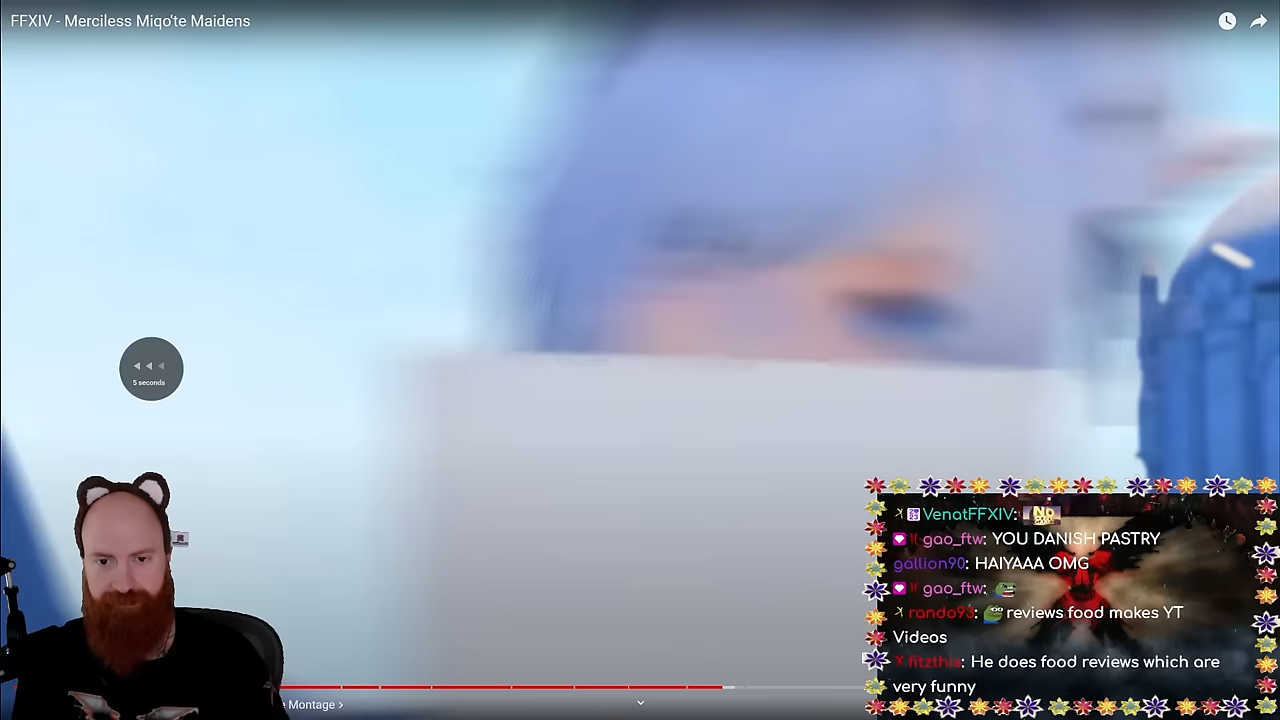 FFXIV - Merciless Miqo'te Maidens
5 seconds
VenatFFXIV: No
gao_ftw: YOU DANISH PASTRY
gallion90: HAIYAAA OMG
gao_ftw:
rando93: reviews food makes YT
Videos
fitzthis: He does food reviews which are
very funny
Montage